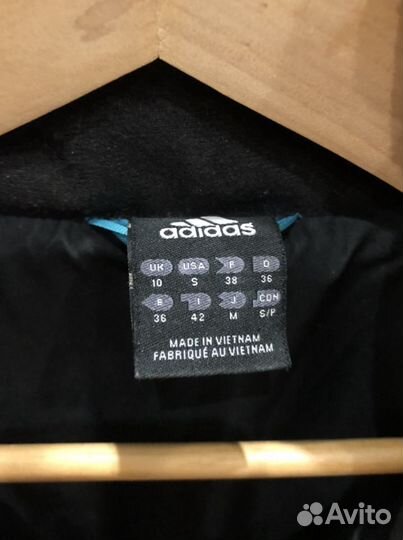 adidas
UK USA F D
10 S 38 36
E I J CDN
36 42 M S/P
MADE IN VIETNAM
FABRIQUÉ AU VIETNAM
Avito